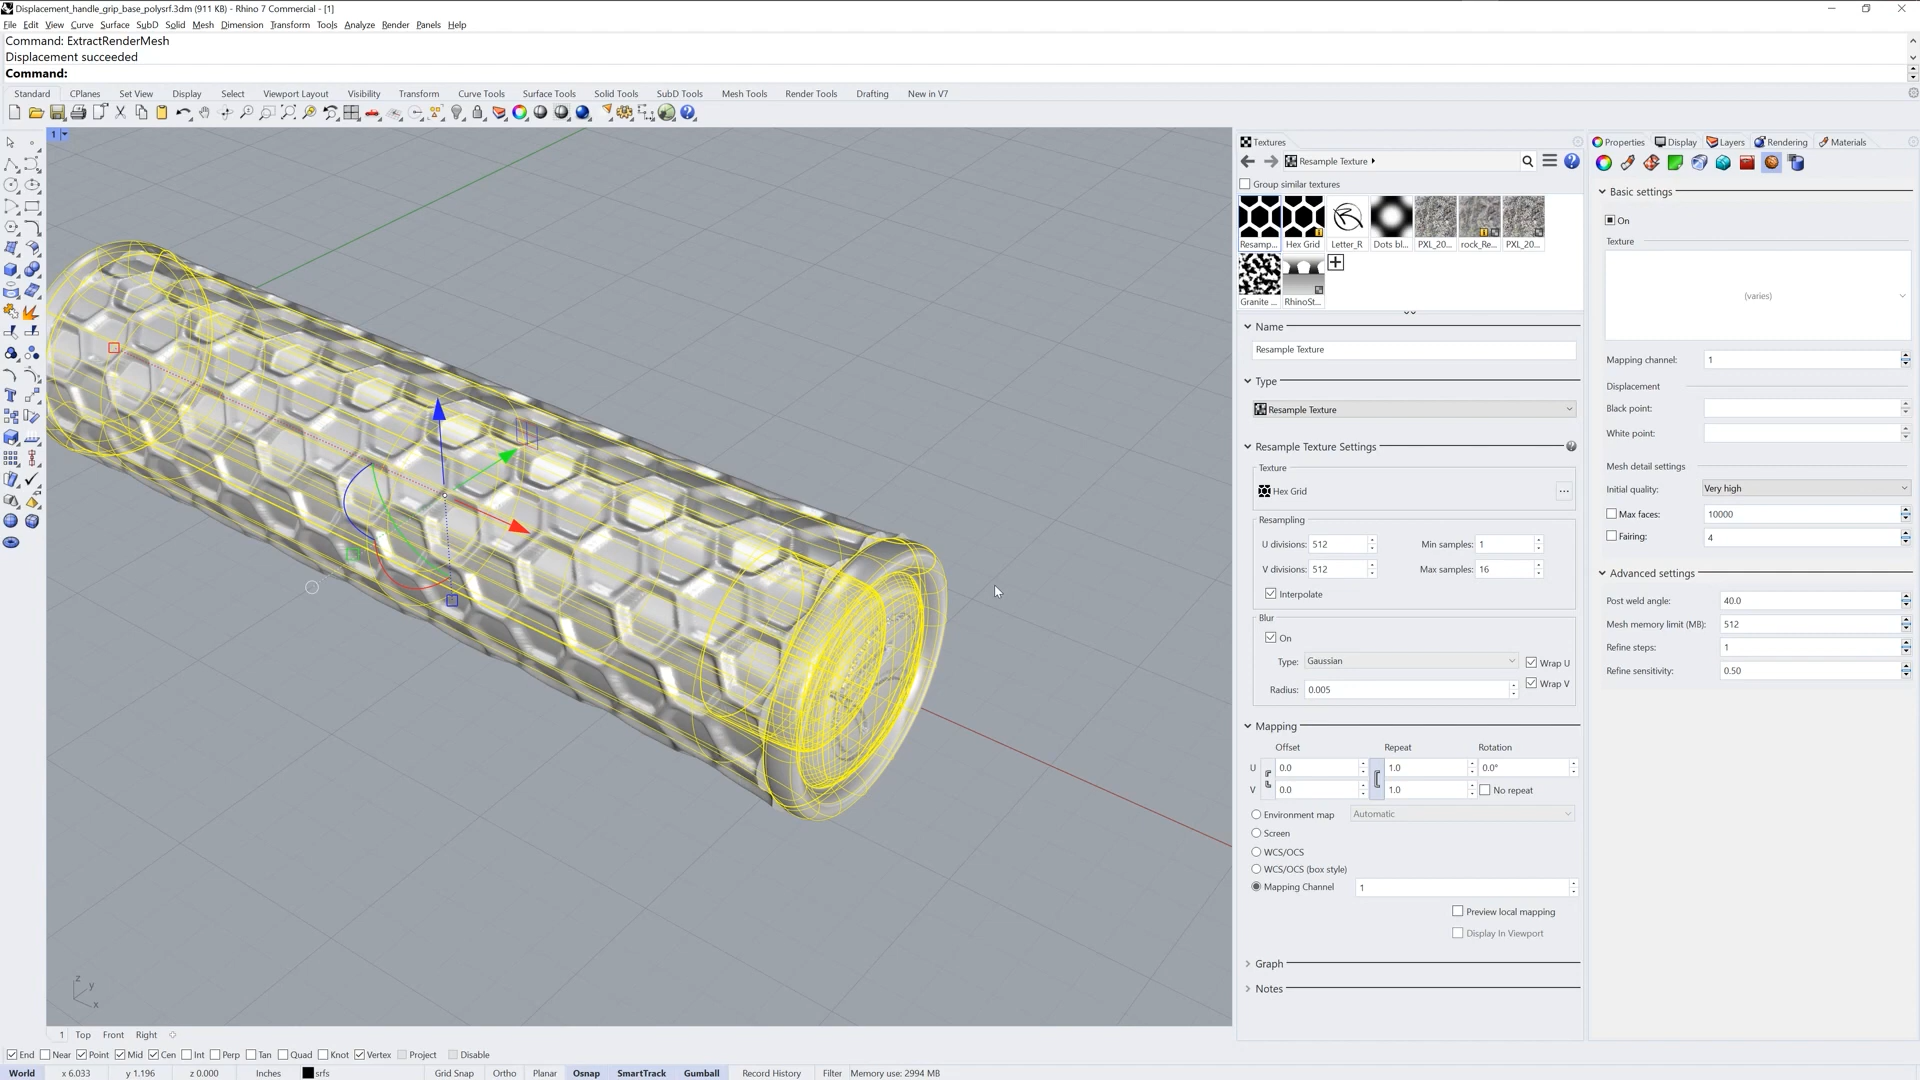 Displacement_handle_grip_base_polysrf.3dm (911 KB) - Rhino 7 Commercial - [1]
File Edit View Curve Surface SubD Solid Mesh Dimension Transform Tools Analyze Render Panels Help
Command: ExtractRenderMesh
Displacement succeeded
Command:
Standard CPlanes Set View Display Select Viewport Layout Visibility Transform Curve Tools Surface Tools Solid Tools SubD Tools Mesh Tools Render Tools Drafting New in V7
1
Textures
Resample Texture
Group similar textures
Resamp... Hex Grid Letter_R Dots bl... PXL_20... rock_Re... PXL_20...
Granite ... RhinoSt...
Name
Resample Texture
Type
Resample Texture
Resample Texture Settings
Texture
Hex Grid ...
Resampling
U divisions: 512 Min samples: 1
V divisions: 512 Max samples: 16
Interpolate
Blur
On
Type: Gaussian Wrap U
Radius: 0.005 Wrap V
Mapping
Offset Repeat Rotation
U 0.0 1.0 0.0°
V 0.0 1.0 No repeat
Environment map Automatic
Screen
WCS/OCS
WCS/OCS (box style)
Mapping Channel 1
Preview local mapping
Display In Viewport
Graph
Notes
Properties Display Layers Rendering Materials
Basic settings
On
Texture
(varies)
Mapping channel: 1
Displacement
Black point:
White point:
Mesh detail settings
Initial quality: Very high
Max faces: 10000
Fairing: 4
Advanced settings
Post weld angle: 40.0
Mesh memory limit (MB): 512
Refine steps: 1
Refine sensitivity: 0.50
z
y
x
1 Top Front Right
End Near Point Mid Cen Int Perp Tan Quad Knot Vertex Project Disable
World x 6.033 y 1.196 z 0.000 Inches srfs Grid Snap Ortho Planar Osnap SmartTrack Gumball Record History Filter Memory use: 2994 MB